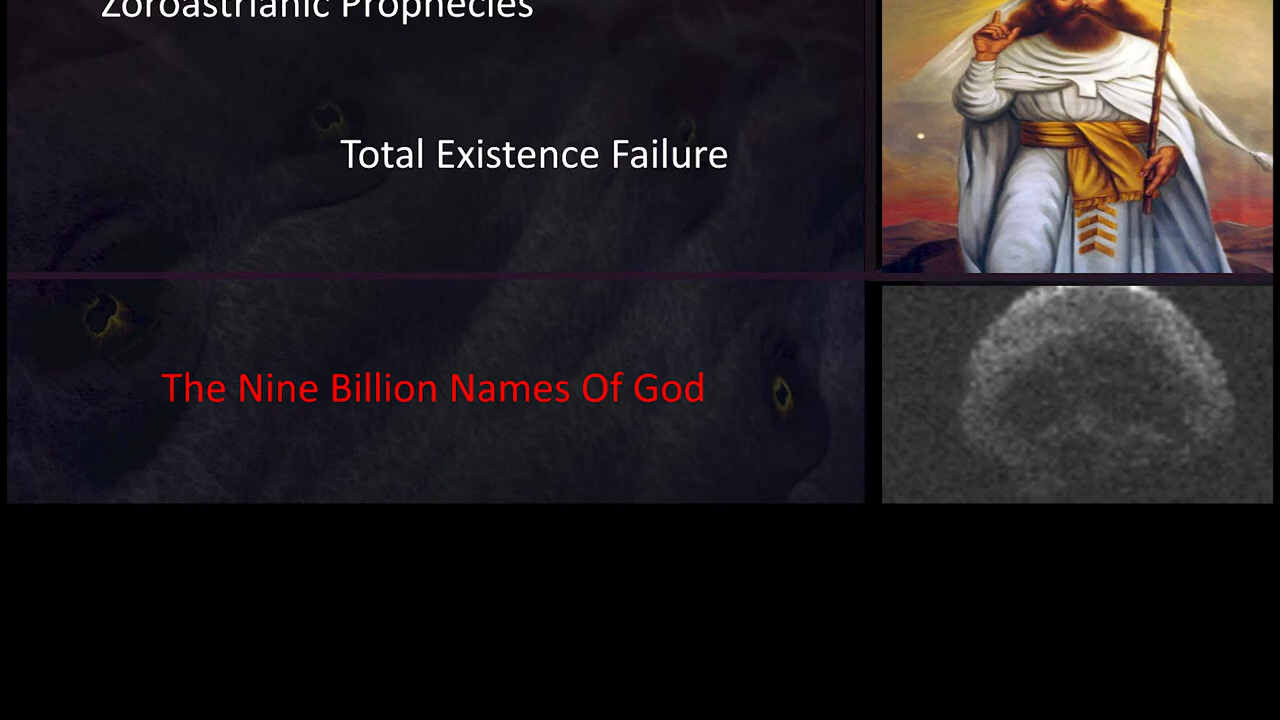 Zoroastrianic Prophecies
Total Existence Failure
The Nine Billion Names Of God